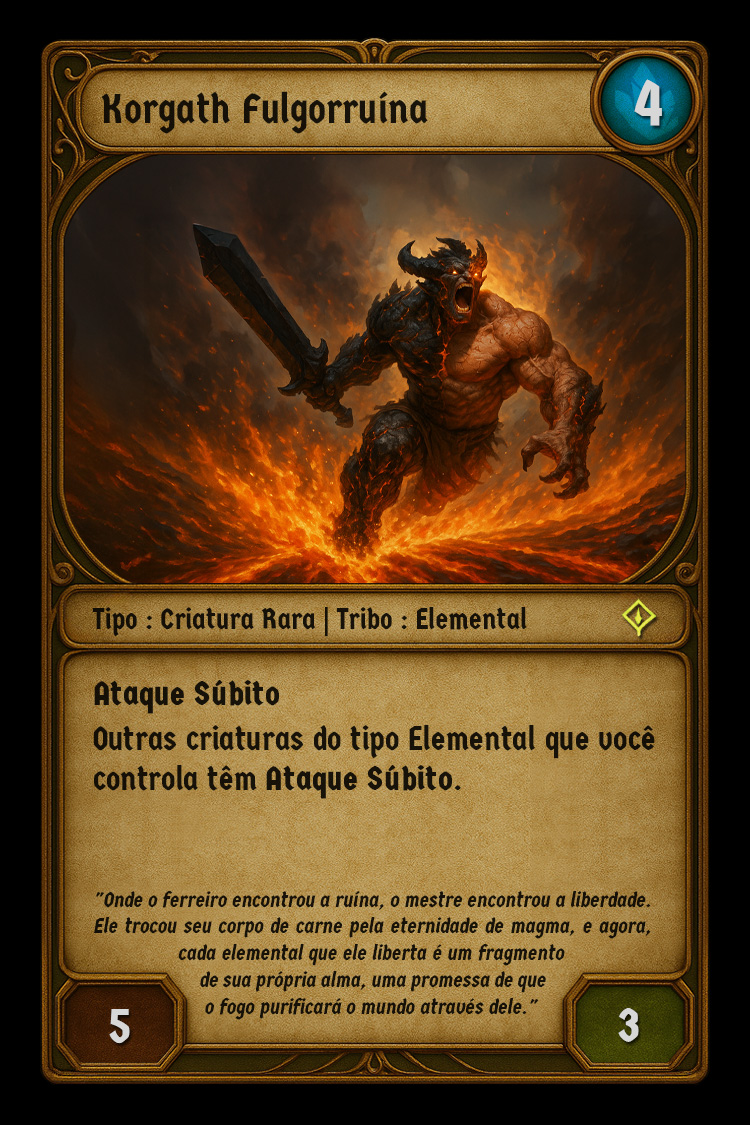 Korgath Fulgorruína
4
Tipo : Criatura Rara | Tribo : Elemental
Ataque Súbito
Outras criaturas do tipo Elemental que você
controla têm Ataque Súbito.
"Onde o ferreiro encontrou a ruína, o mestre encontrou a liberdade.
Ele trocou seu corpo de carne pela eternidade de magma, e agora,
cada elemental que ele liberta é um fragmento
de sua própria alma, uma promessa de que
o fogo purificará o mundo através dele."
5
3